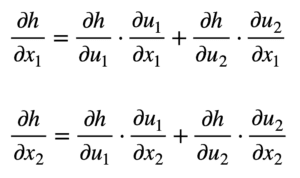 ∂h/∂x₁ = ∂h/∂u₁ · ∂u₁/∂x₁ + ∂h/∂u₂ · ∂u₂/∂x₁
∂h/∂x₂ = ∂h/∂u₁ · ∂u₁/∂x₂ + ∂h/∂u₂ · ∂u₂/∂x₂